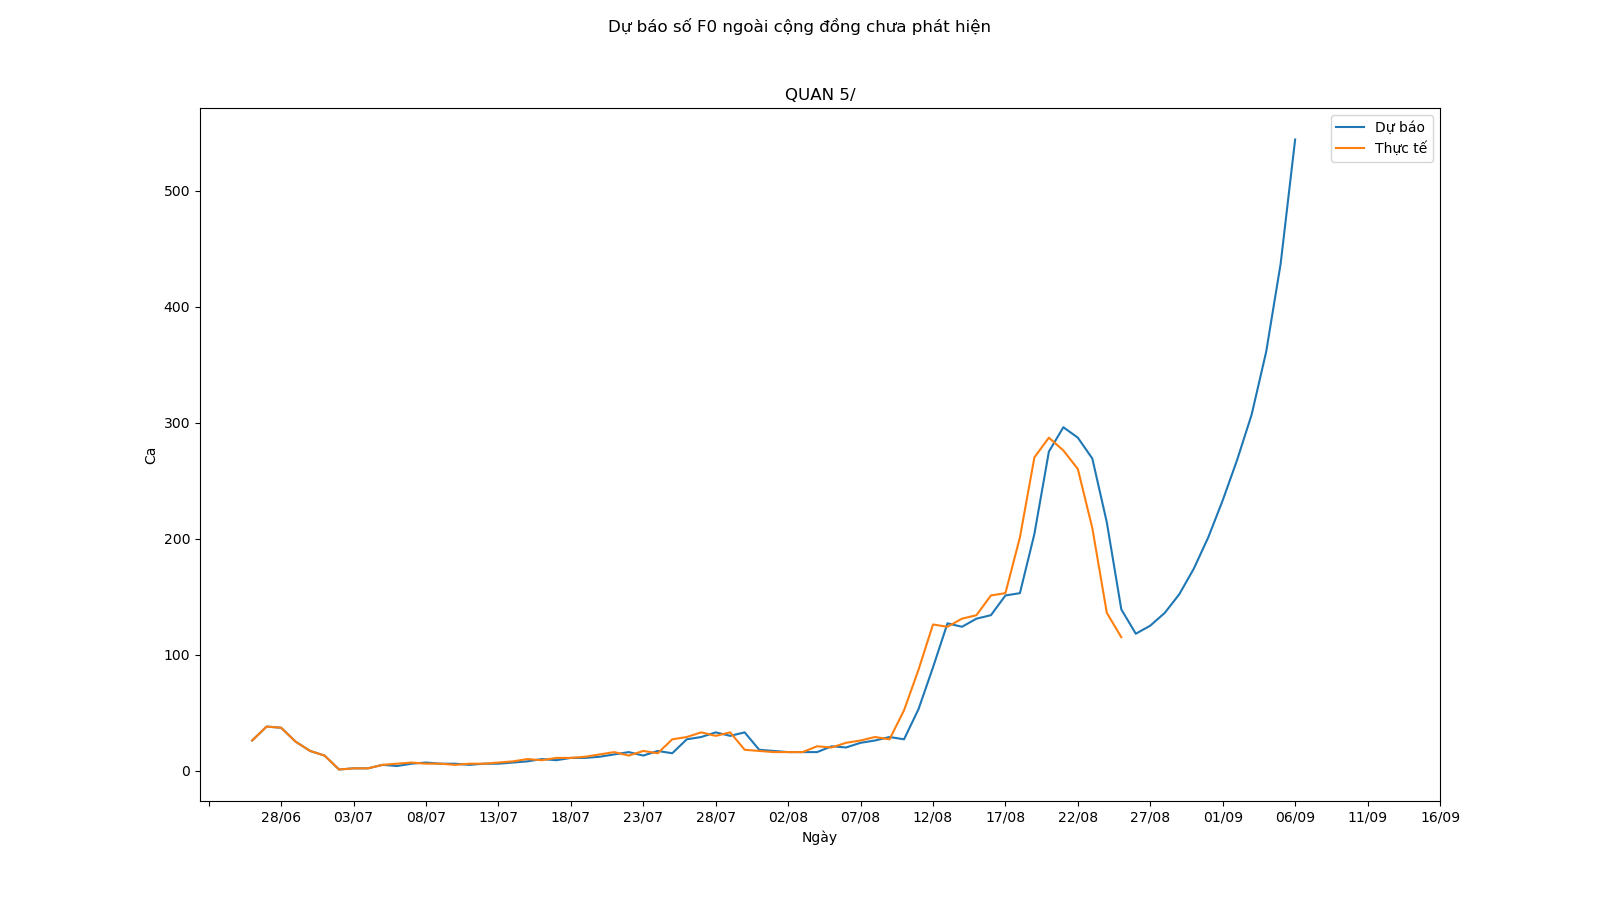 Dự báo số F0 ngoài cộng đồng chưa phát hiện
QUAN 5/
Dự báo
Thực tế
500
400
300
200
100
0
Ca
28/06 03/07 08/07 13/07 18/07 23/07 28/07 02/08 07/08 12/08 17/08 22/08 27/08 01/09 06/09 11/09 16/09
Ngày